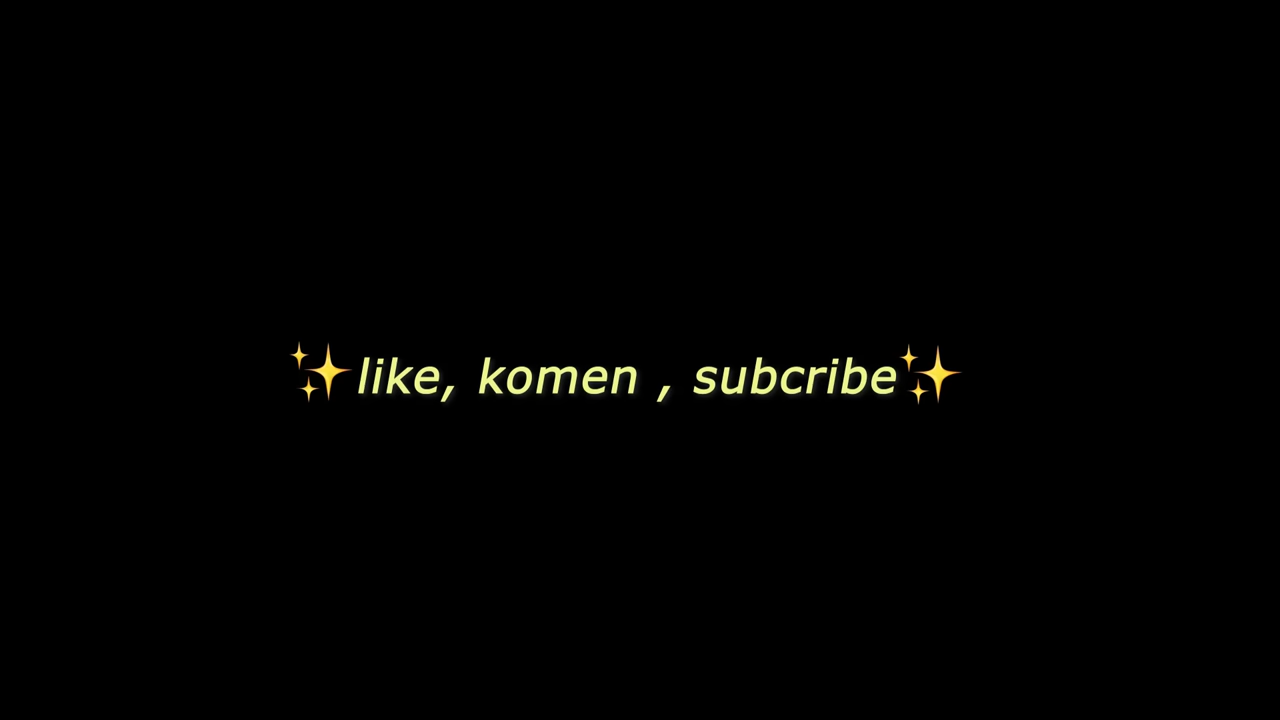 ✨like, komen , subcribe✨